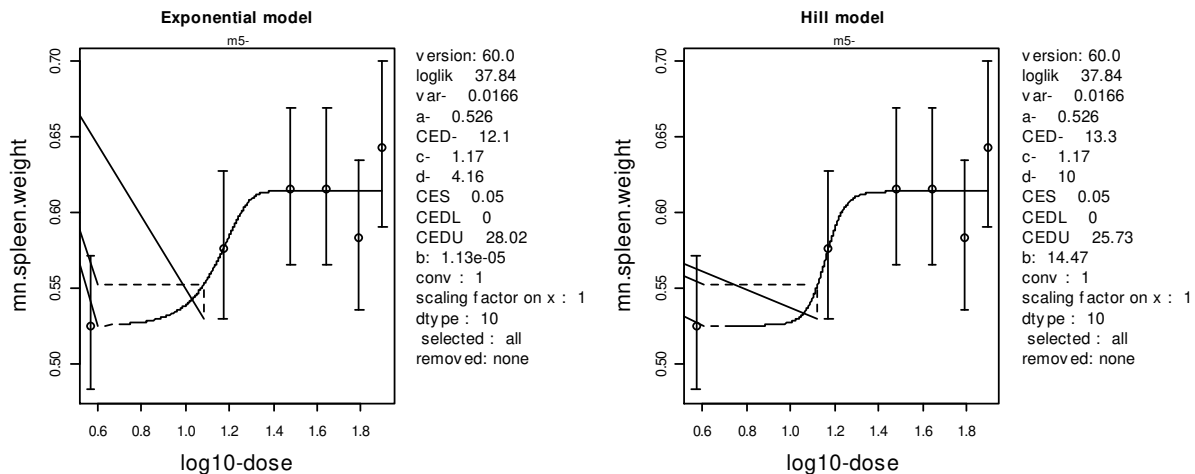 Exponential model
m5-
mn.spleen.weight
0.70
0.65
0.60
0.55
0.50
0.6 0.8 1.0 1.2 1.4 1.6 1.8
log10-dose
version: 60.0
loglik 37.84
var- 0.0166
a- 0.526
CED- 12.1
c- 1.17
d- 4.16
CES 0.05
CEDL 0
CEDU 28.02
b: 1.13e-05
conv : 1
scaling factor on x : 1
dtype : 10
selected : all
removed: none
Hill model
m5-
mn.spleen.weight
0.70
0.65
0.60
0.55
0.50
0.6 0.8 1.0 1.2 1.4 1.6 1.8
log10-dose
version: 60.0
loglik 37.84
var- 0.0166
a- 0.526
CED- 13.3
c- 1.17
d- 10
CES 0.05
CEDL 0
CEDU 25.73
b: 14.47
conv : 1
scaling factor on x : 1
dtype : 10
selected : all
removed: none